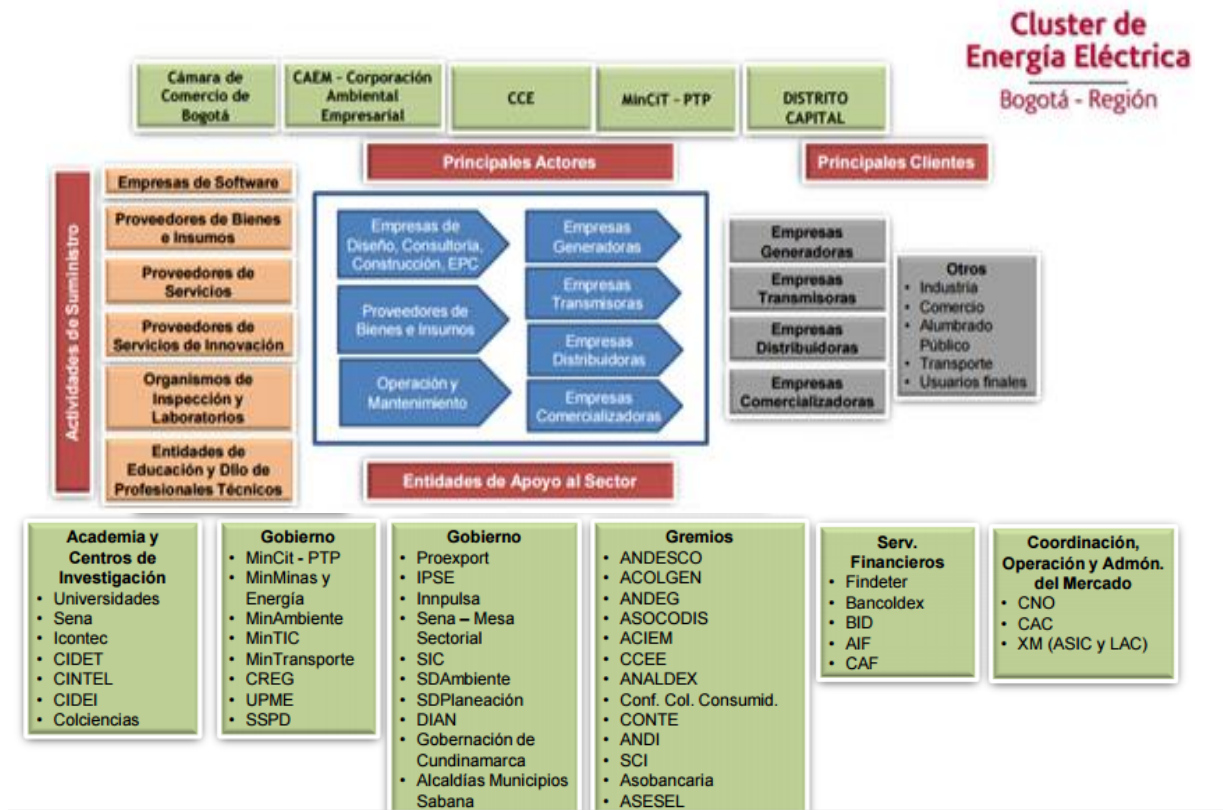 Cluster de
Energía Eléctrica
Bogotá - Región
Cámara de
Comercio de
Bogotá
CAEM - Corporación
Ambiental
Empresarial
CCE
MinCiT - PTP
DISTRITO
CAPITAL
Principales Actores
Principales Clientes
Actividades de Suministro
Empresas de Software
Proveedores de Bienes
e Insumos
Proveedores de
Servicios
Proveedores de
Servicios de Innovación
Organismos de
Inspección y
Laboratorios
Entidades de
Educación y Dllo de
Profesionales Técnicos
Empresas de
Diseño, Consultoría,
Construcción, EPC
Proveedores de
Bienes e Insumos
Operación y
Mantenimiento
Empresas
Generadoras
Empresas
Transmisoras
Empresas
Distribuidoras
Empresas
Comercializadoras
Empresas
Generadoras
Empresas
Transmisoras
Empresas
Distribuidoras
Empresas
Comercializadoras
Otros
• Industria
• Comercio
• Alumbrado
Público
• Transporte
• Usuarios finales
Entidades de Apoyo al Sector
Academia y
Centros de
Investigación
• Universidades
• Sena
• Icontec
• CIDET
• CINTEL
• CIDEI
• Colciencias
Gobierno
• MinCit - PTP
• MinMinas y
Energía
• MinAmbiente
• MinTIC
• MinTransporte
• CREG
• UPME
• SSPD
Gobierno
• Proexport
• IPSE
• Innpulsa
• Sena – Mesa
Sectorial
• SIC
• SDAmbiente
• SDPlaneación
• DIAN
• Gobernación de
Cundinamarca
• Alcaldías Municipios
Sabana
Gremios
• ANDESCO
• ACOLGEN
• ANDEG
• ASOCODIS
• ACIEM
• CCEE
• ANALDEX
• Conf. Col. Consumid.
• CONTE
• ANDI
• SCI
• Asobancaria
• ASESEL
Serv.
Financieros
• Findeter
• Bancoldex
• BID
• AIF
• CAF
Coordinación,
Operación y Admón.
del Mercado
• CNO
• CAC
• XM (ASIC y LAC)